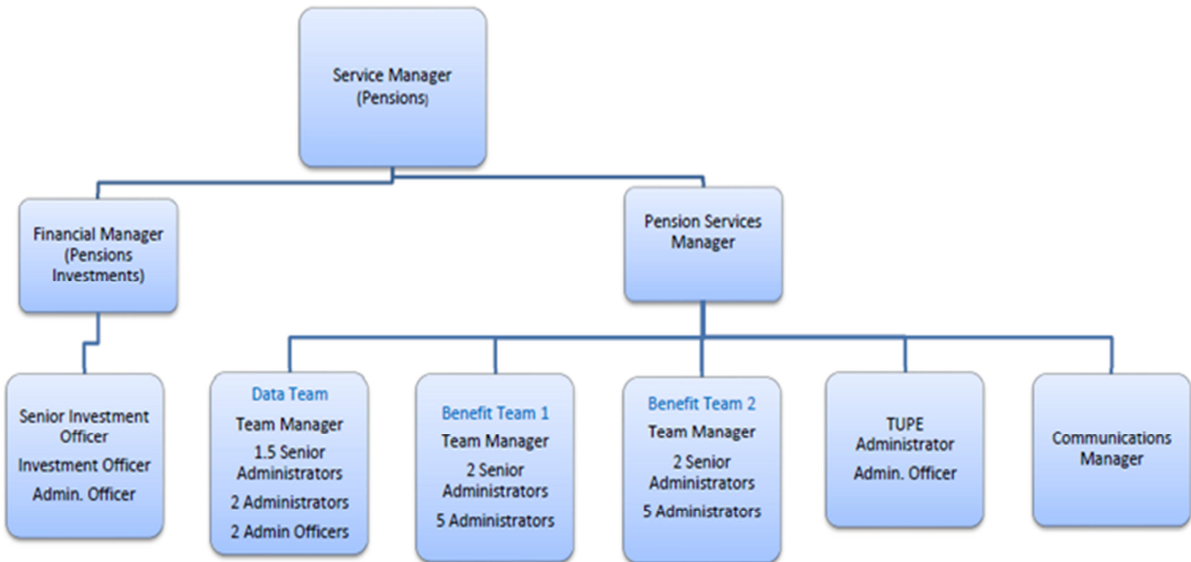 Service Manager
(Pensions)
Financial Manager
(Pensions
Investments)
Pension Services
Manager
Senior Investment
Officer
Investment Officer
Admin. Officer
Data Team
Team Manager
1.5 Senior
Administrators
2 Administrators
2 Admin Officers
Benefit Team 1
Team Manager
2 Senior
Administrators
5 Administrators
Benefit Team 2
Team Manager
2 Senior
Administrators
5 Administrators
TUPE
Administrator
Admin. Officer
Communications
Manager